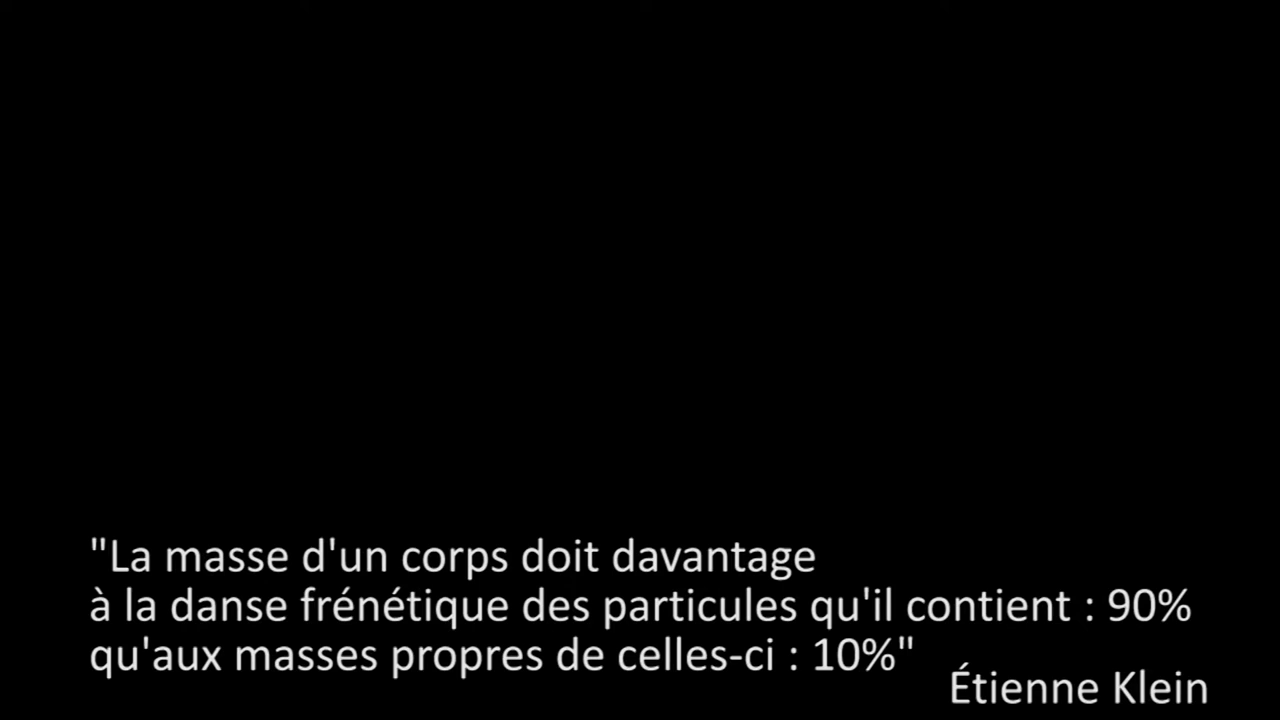 "La masse d'un corps doit davantage
à la danse frénétique des particules qu'il contient : 90%
qu'aux masses propres de celles-ci : 10%"
Étienne Klein